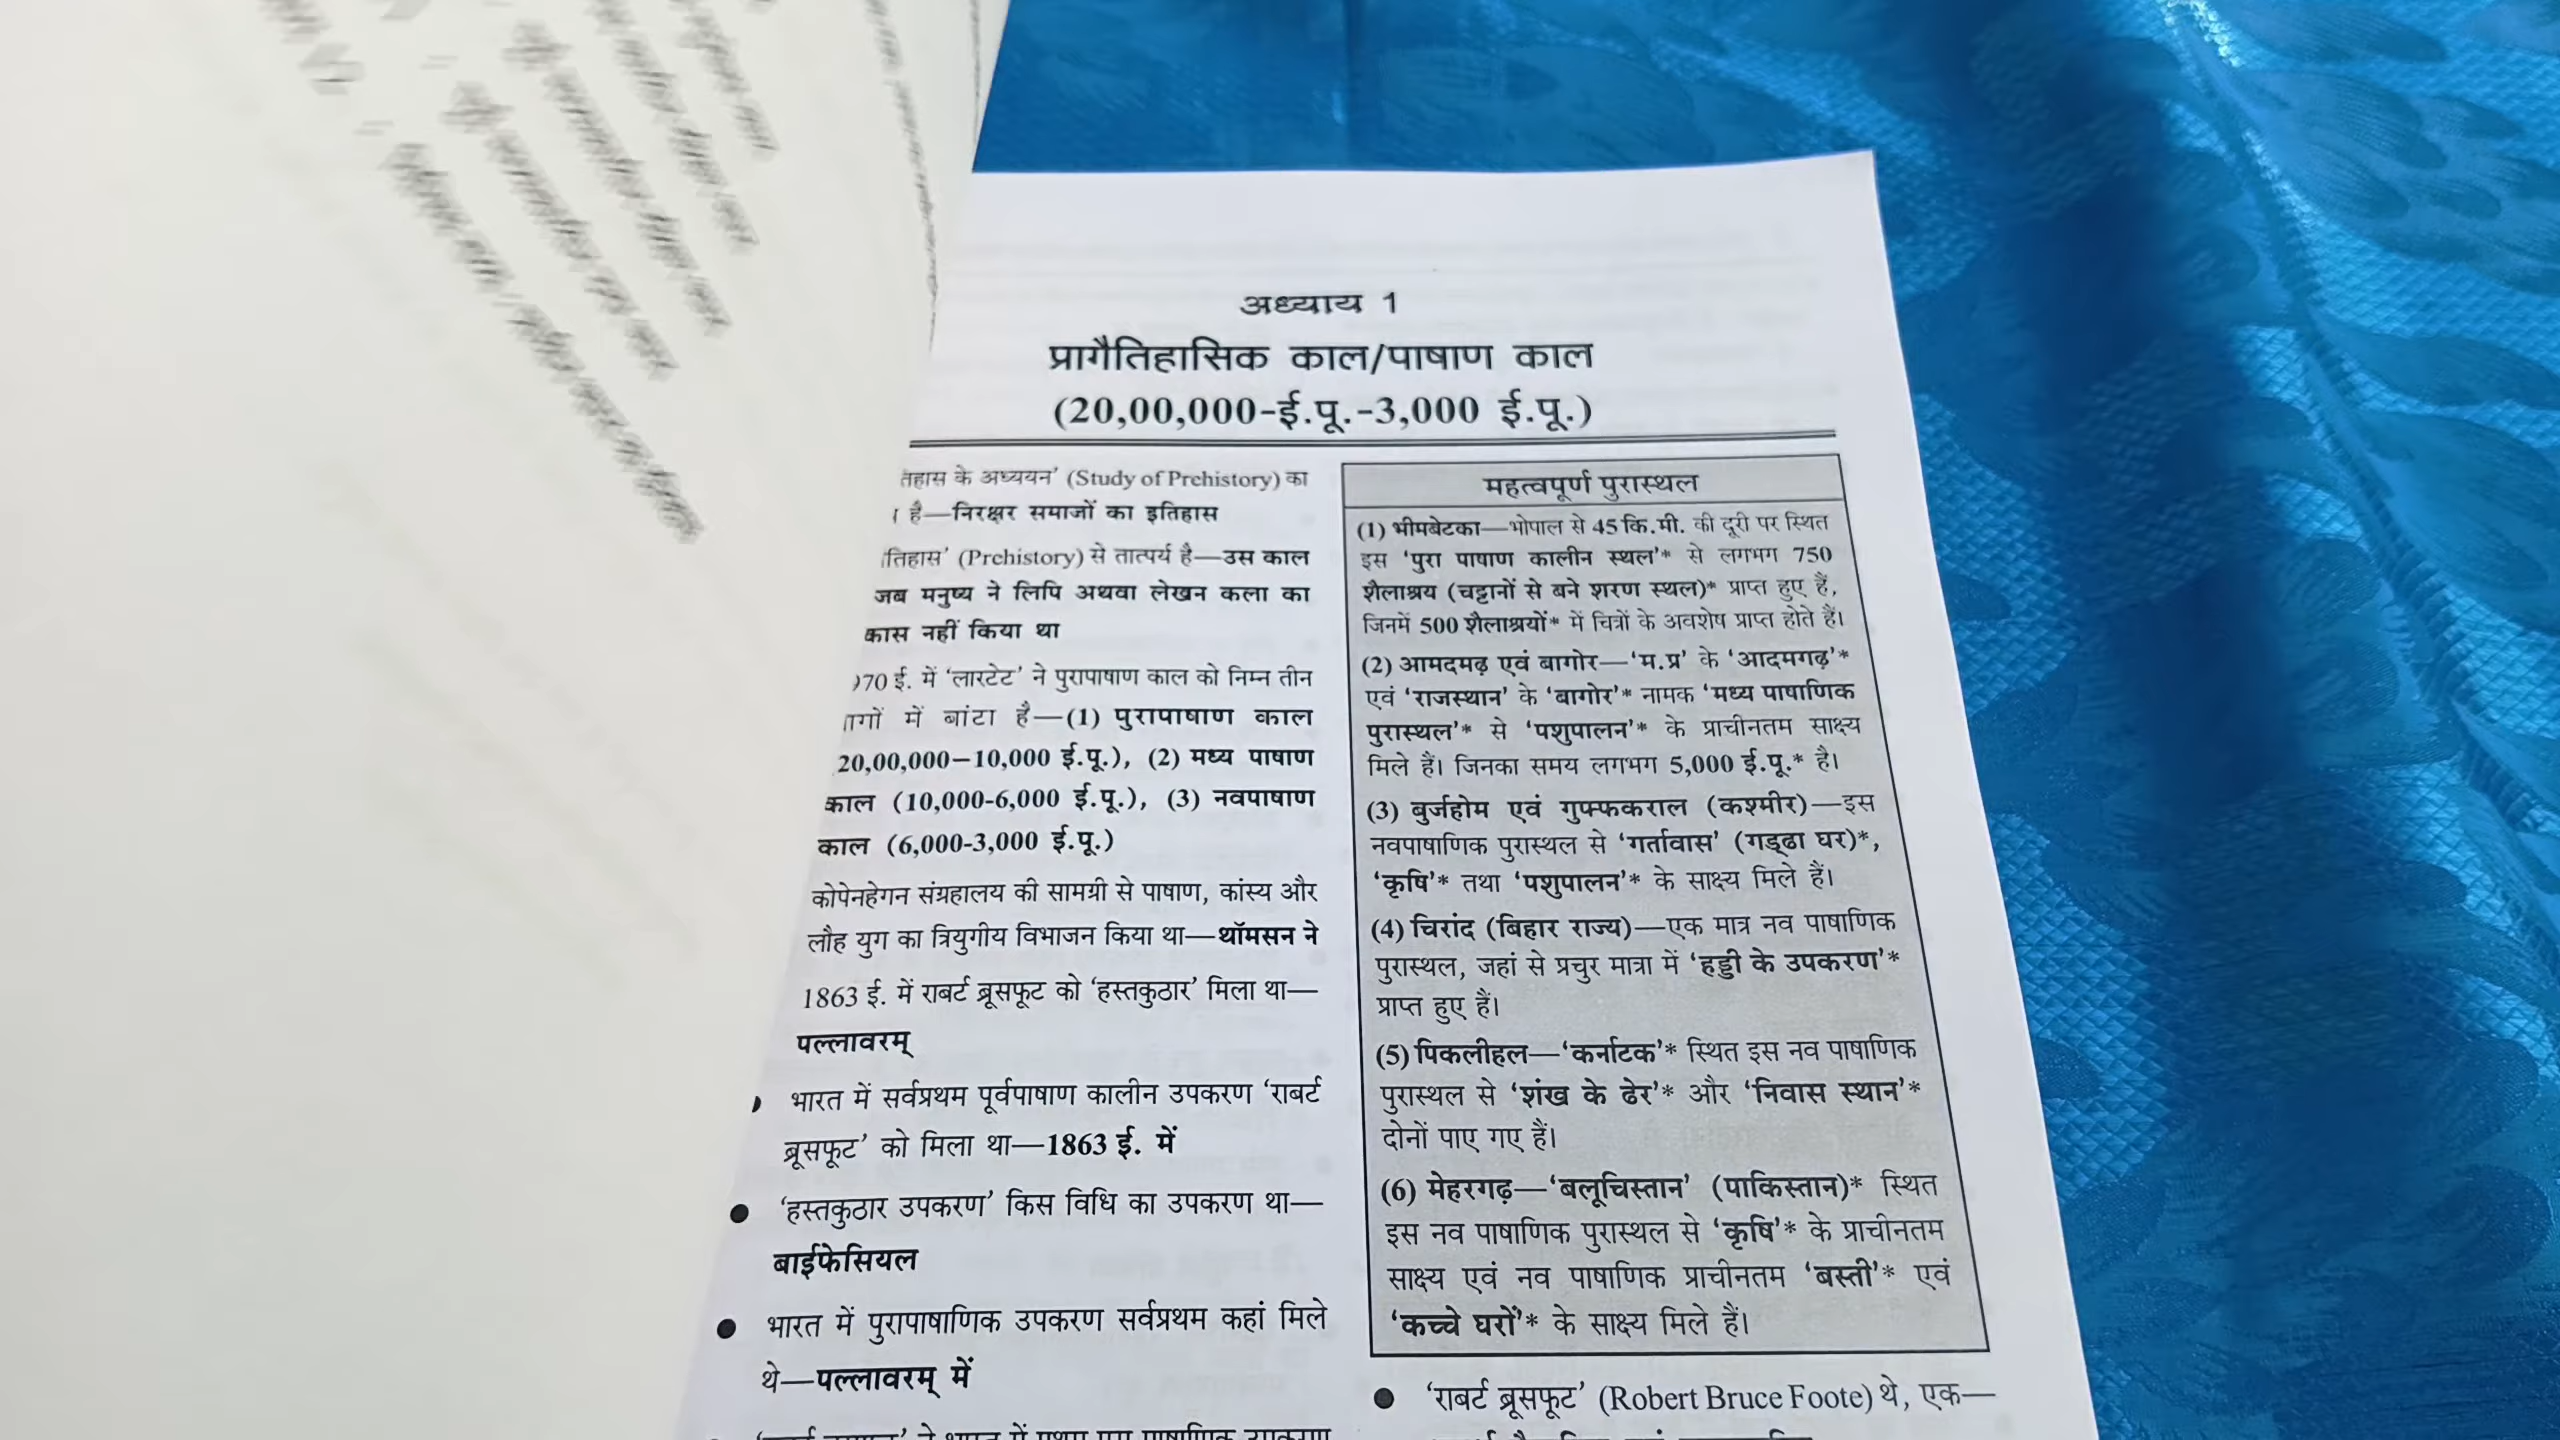 अध्याय 1
प्रागैतिहासिक काल/पाषाण काल
(20,00,000-ई.पू.-3,000 ई.पू.)
के अध्ययन’ (Study of Prehistory) का
है—निरक्षर समाजों का इतिहास
(Prehistory) से तात्पर्य है—उस काल
जब मनुष्य ने लिपि अथवा लेखन कला का
नहीं किया था
ई. में ‘लारटेट’ ने पुरापाषाण काल को निम्न तीन
में बांटा है—(1) पुरापाषाण काल
20,00,000–10,000 ई.पू.), (2) मध्य पाषाण
काल (10,000-6,000 ई.पू.), (3) नवपाषाण
काल (6,000-3,000 ई.पू.)
कोपेनहेगन संग्रहालय की सामग्री से पाषाण, कांस्य और
लौह युग का त्रियुगीय विभाजन किया था—थॉमसन ने
1863 ई. में राबर्ट ब्रूसफूट को ‘हस्तकुठार’ मिला था—
पल्लावरम्
भारत में सर्वप्रथम पूर्वपाषाण कालीन उपकरण ‘राबर्ट
ब्रूसफूट’ को मिला था—1863 ई. में
● ‘हस्तकुठार उपकरण’ किस विधि का उपकरण था—
बाईफेसियल
● भारत में पुरापाषाणिक उपकरण सर्वप्रथम कहां मिले
थे—पल्लावरम् में
महत्वपूर्ण पुरास्थल
(1) भीमबेटका—भोपाल से 45 कि.मी. की दूरी पर स्थित
इस ‘पुरा पाषाण कालीन स्थल’* से लगभग 750
शैलाश्रय (चट्टानों से बने शरण स्थल)* प्राप्त हुए हैं,
जिनमें 500 शैलाश्रयों* में चित्रों के अवशेष प्राप्त होते हैं।
(2) आमदमढ़ एवं बागोर—‘म.प्र’ के ‘आदमगढ़’*
एवं ‘राजस्थान’ के ‘बागोर’* नामक ‘मध्य पाषाणिक
पुरास्थल’* से ‘पशुपालन’* के प्राचीनतम साक्ष्य
मिले हैं। जिनका समय लगभग 5,000 ई.पू.* है।
(3) बुर्जहोम एवं गुफ्फकराल (कश्मीर)—इस
नवपाषाणिक पुरास्थल से ‘गर्तावास’ (गड्ढा घर)*,
‘कृषि’* तथा ‘पशुपालन’* के साक्ष्य मिले हैं।
(4) चिरांद (बिहार राज्य)—एक मात्र नव पाषाणिक
पुरास्थल, जहां से प्रचुर मात्रा में ‘हड्डी के उपकरण’*
प्राप्त हुए हैं।
(5) पिकलीहल—‘कर्नाटक’* स्थित इस नव पाषाणिक
पुरास्थल से ‘शंख के ढेर’* और ‘निवास स्थान’*
दोनों पाए गए हैं।
(6) मेहरगढ़—‘बलूचिस्तान’ (पाकिस्तान)* स्थित
इस नव पाषाणिक पुरास्थल से ‘कृषि’* के प्राचीनतम
साक्ष्य एवं नव पाषाणिक प्राचीनतम ‘बस्ती’* एवं
‘कच्चे घरों’* के साक्ष्य मिले हैं।
● ‘राबर्ट ब्रूसफूट’ (Robert Bruce Foote) थे, एक—